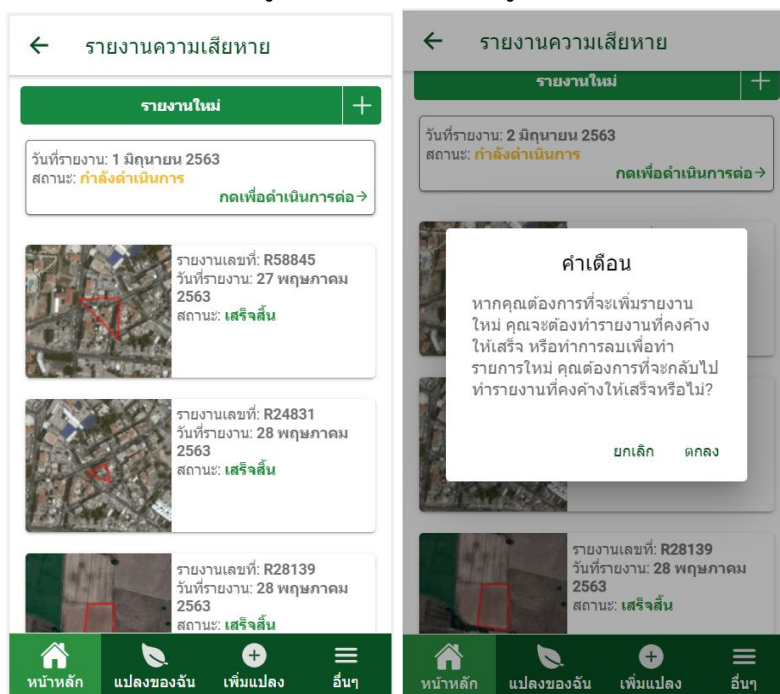 รายงานความเสียหาย
รายงานใหม่
วันที่รายงาน: 1 มิถุนายน 2563
สถานะ: กำลังดำเนินการ
กดเพื่อดำเนินการต่อ→
รายงานเลขที่: R58845
วันที่รายงาน: 27 พฤษภาคม
2563
สถานะ: เสร็จสิ้น
รายงานเลขที่: R24831
วันที่รายงาน: 28 พฤษภาคม
2563
สถานะ: เสร็จสิ้น
รายงานเลขที่: R28139
วันที่รายงาน: 28 พฤษภาคม
2563
สถานะ: เสร็จสิ้น
หน้าหลัก แปลงของฉัน เพิ่มแปลง อื่นๆ
รายงานความเสียหาย
รายงานใหม่
วันที่รายงาน: 2 มิถุนายน 2563
สถานะ: กำลังดำเนินการ
กดเพื่อดำเนินการต่อ→
คำเตือน
หากคุณต้องการที่จะเพิ่มรายงาน
ใหม่ คุณจะต้องทำรายงานที่คงค้าง
ให้เสร็จ หรือทำการลบเพื่อทำ
รายการใหม่ คุณต้องการที่จะกลับไป
ทำรายงานที่คงค้างให้เสร็จหรือไม่?
ยกเลิก ตกลง
รายงานเลขที่: R28139
วันที่รายงาน: 28 พฤษภาคม
2563
สถานะ: เสร็จสิ้น
หน้าหลัก แปลงของฉัน เพิ่มแปลง อื่นๆ